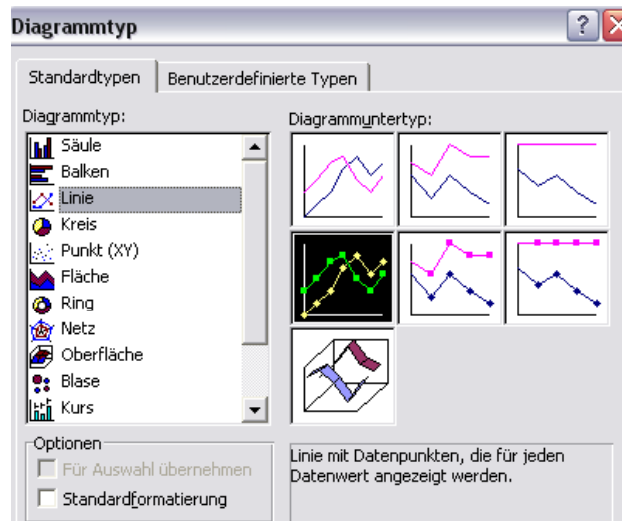 Diagrammtyp
Standardtypen
Benutzerdefinierte Typen
Diagrammtyp:
Säule
Balken
Linie
Kreis
Punkt (XY)
Fläche
Ring
Netz
Oberfläche
Blase
Kurs
Diagrammuntertyp:
Optionen
Für Auswahl übernehmen
Standardformatierung
Linie mit Datenpunkten, die für jeden
Datenwert angezeigt werden.